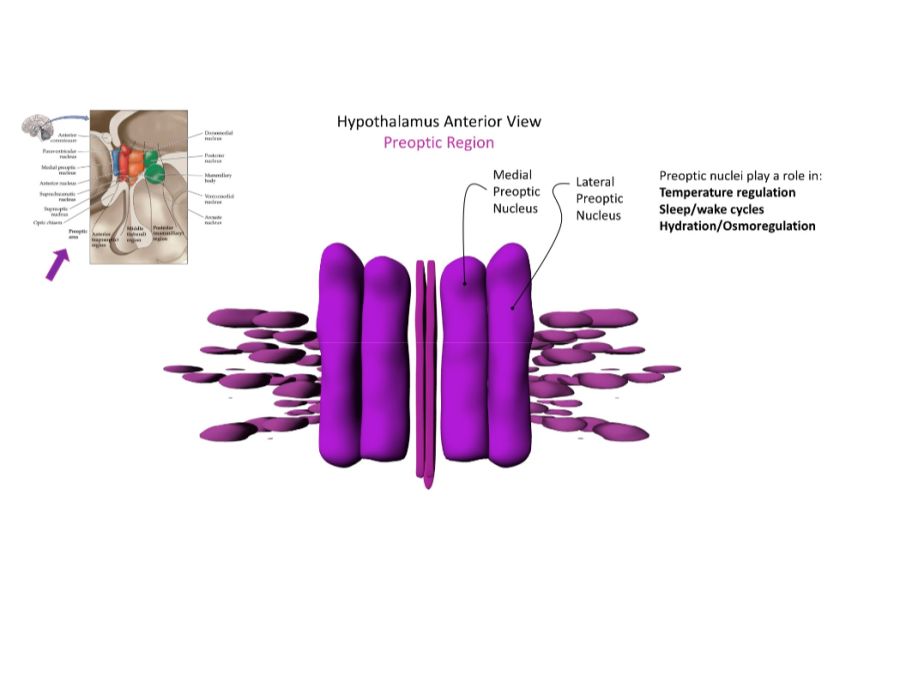 Hypothalamus Anterior View
Preoptic Region
Anterior
commissure
Paraventricular
nucleus
Medial preoptic
nucleus
Anterior nucleus
Suprachiasmatic
nucleus
Supraoptic
nucleus
Optic chiasm
Preoptic
area
Anterior
(supraoptic)
region
Middle
(tuberal)
region
Posterior
(mammillary)
region
Dorsomedial
nucleus
Posterior
nucleus
Mammillary
body
Ventromedial
nucleus
Arcuate
nucleus
Medial
Preoptic
Nucleus
Lateral
Preoptic
Nucleus
Preoptic nuclei play a role in:
Temperature regulation
Sleep/wake cycles
Hydration/Osmoregulation